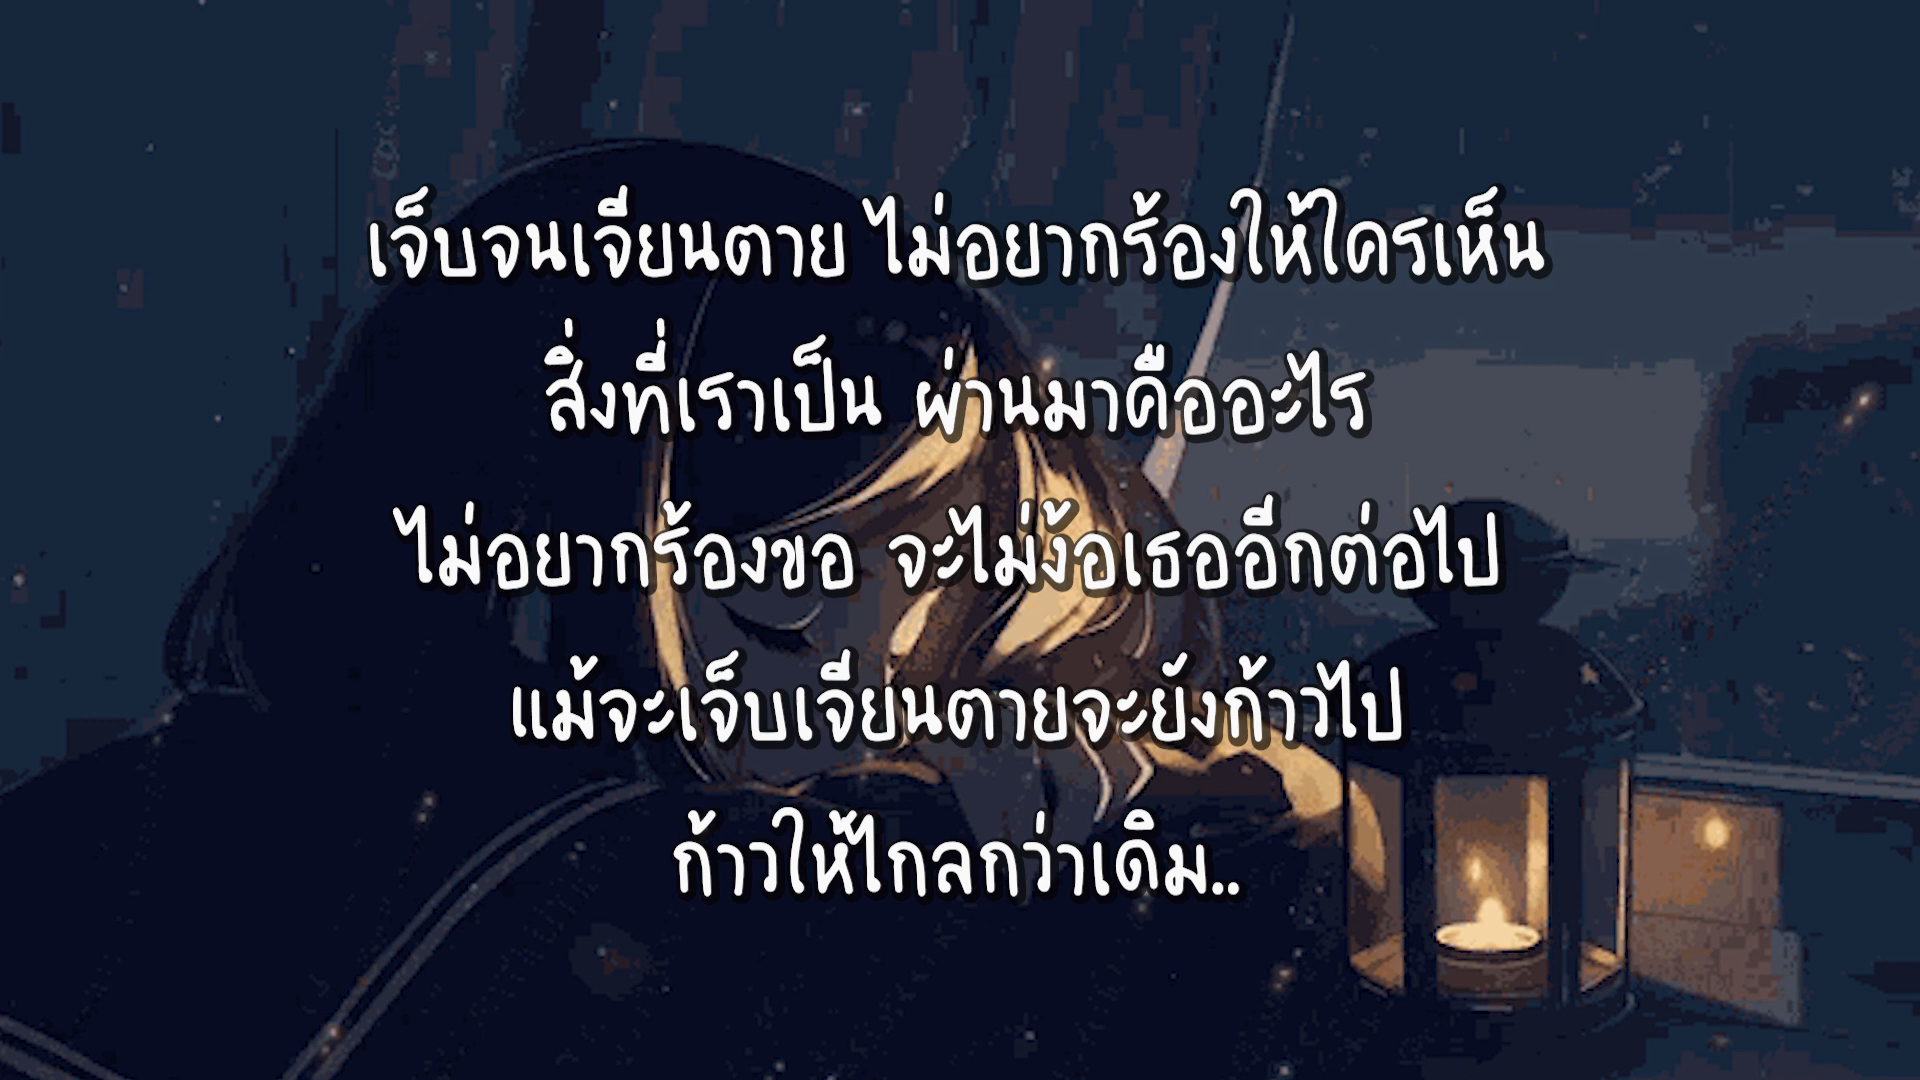 เจ็บจนเจียนตาย ไม่อยากร้องให้ใครเห็น
สิ่งที่เราเป็น ผ่านมาคืออะไร
ไม่อยากร้องขอ จะไม่ง้อเธออีกต่อไป
แม้จะเจ็บเจียนตายจะยังก้าวไป
ก้าวให้ไกลกว่าเดิม..